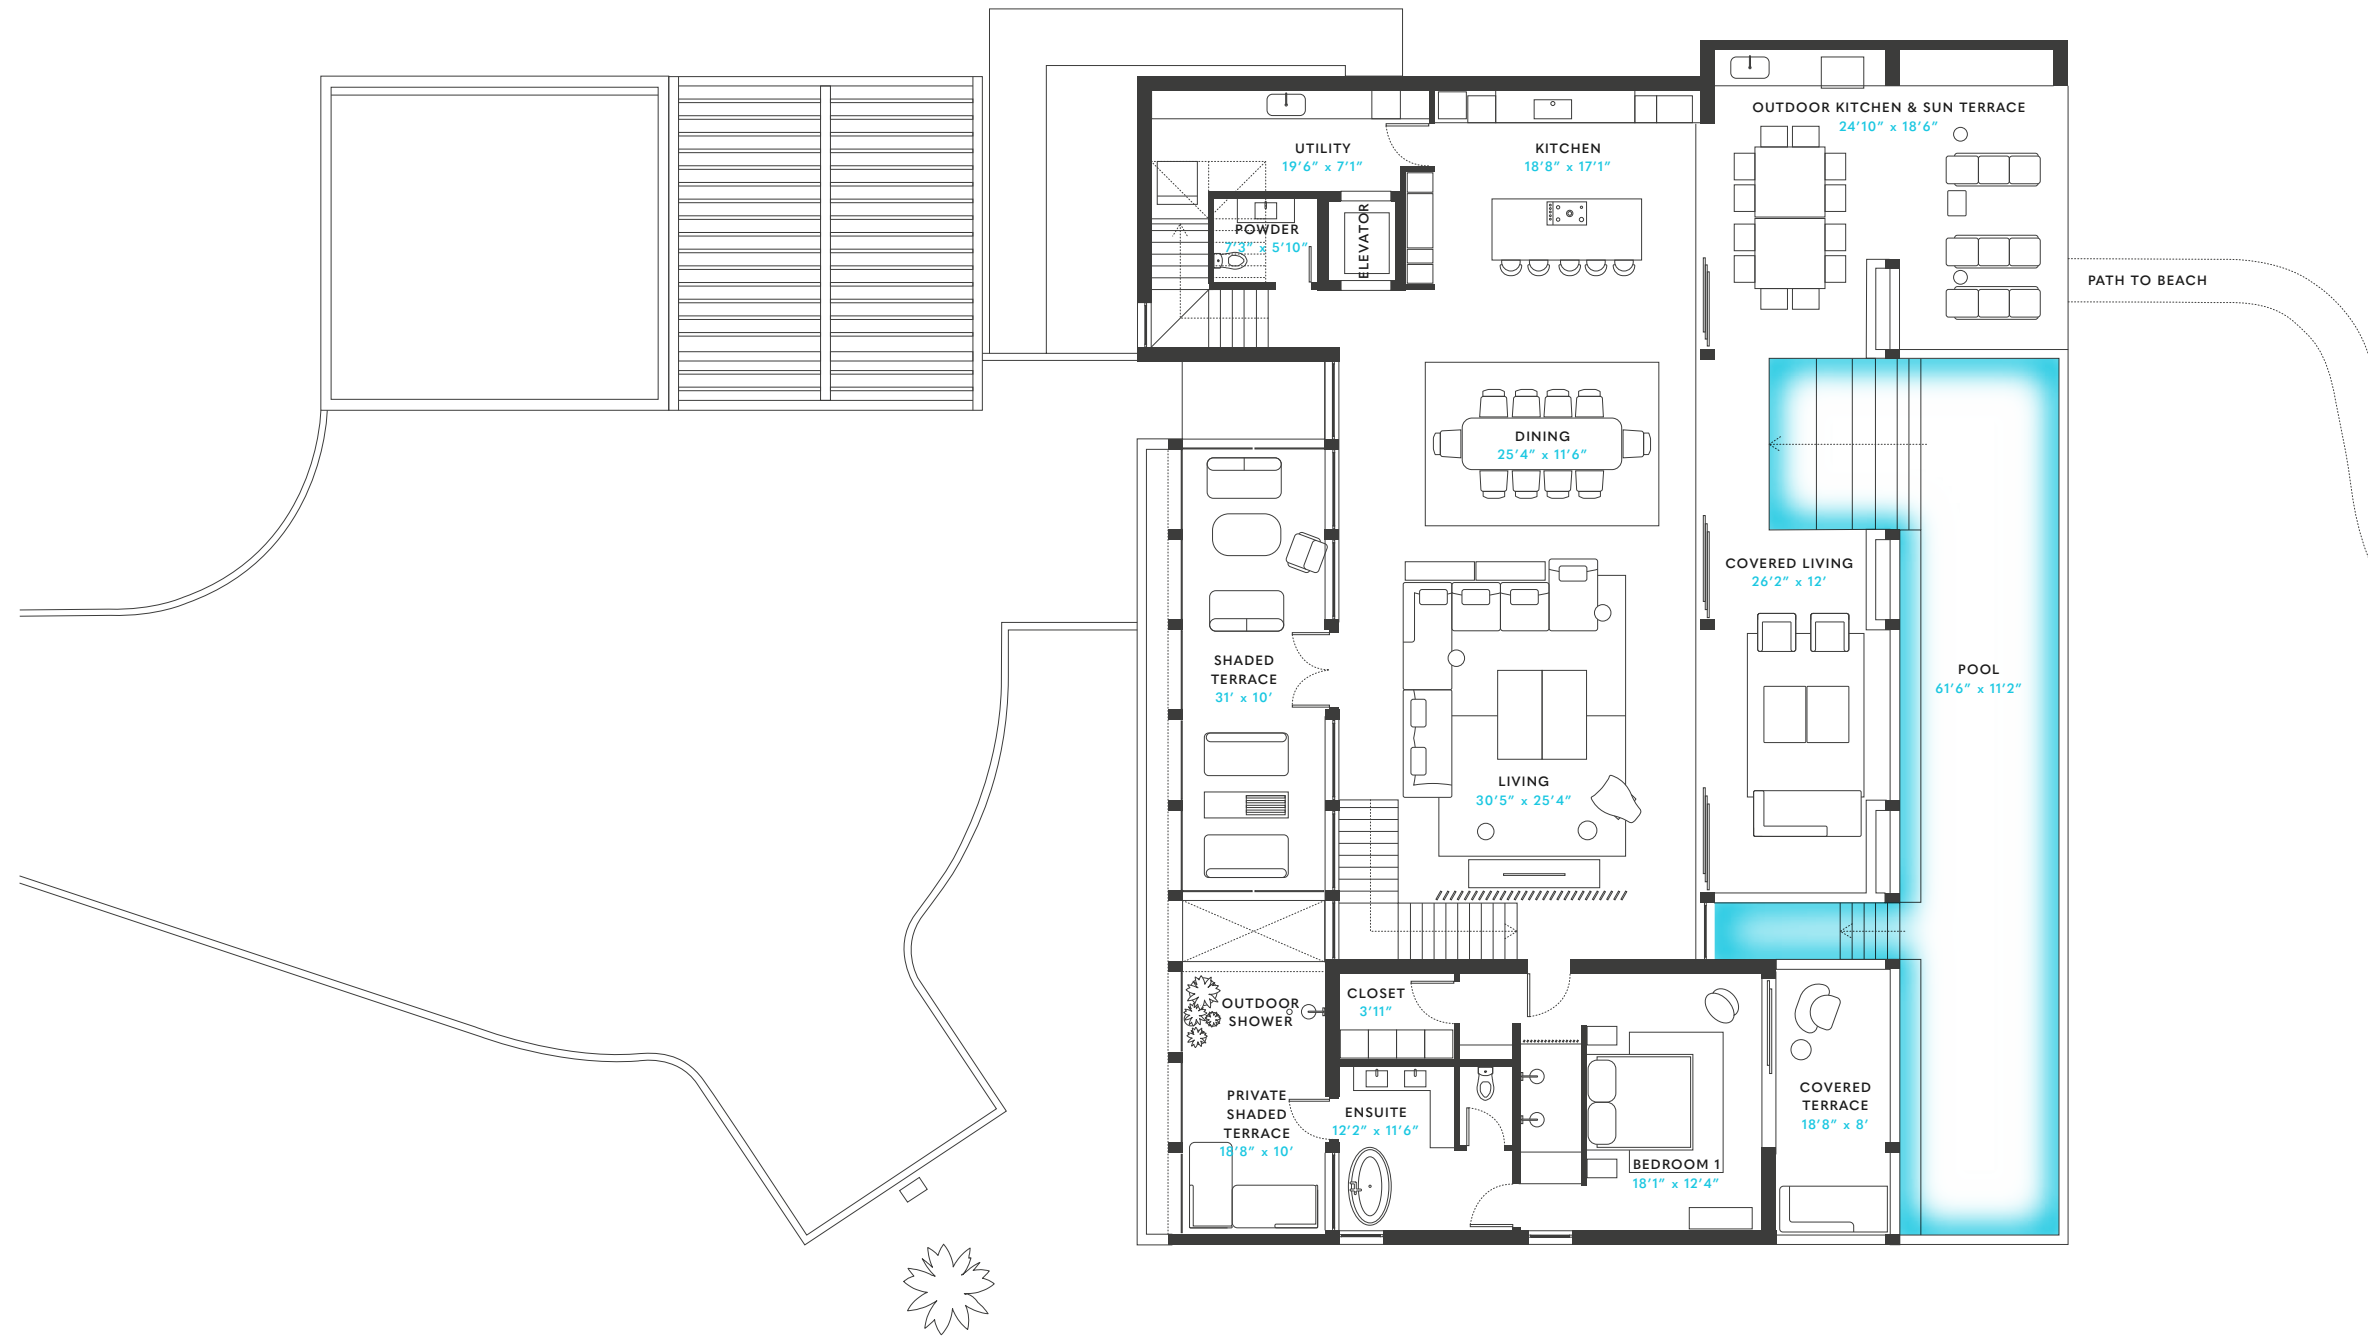 OUTDOOR KITCHEN & SUN TERRACE
24’10” x 18’6”
UTILITY
19’6” x 7’1”
KITCHEN
18’8” x 17’1”
POWDER
7’3” x 5’10”
ELEVATOR
PATH TO BEACH
DINING
25’4” x 11’6”
COVERED LIVING
26’2” x 12’
SHADED
TERRACE
31’ x 10’
POOL
61’6” x 11’2”
LIVING
30’5” x 25’4”
OUTDOOR
SHOWER
CLOSET
3’11”
PRIVATE
SHADED
TERRACE
18’8” x 10’
ENSUITE
12’2” x 11’6”
BEDROOM 1
18’1” x 12’4”
COVERED
TERRACE
18’8” x 8’